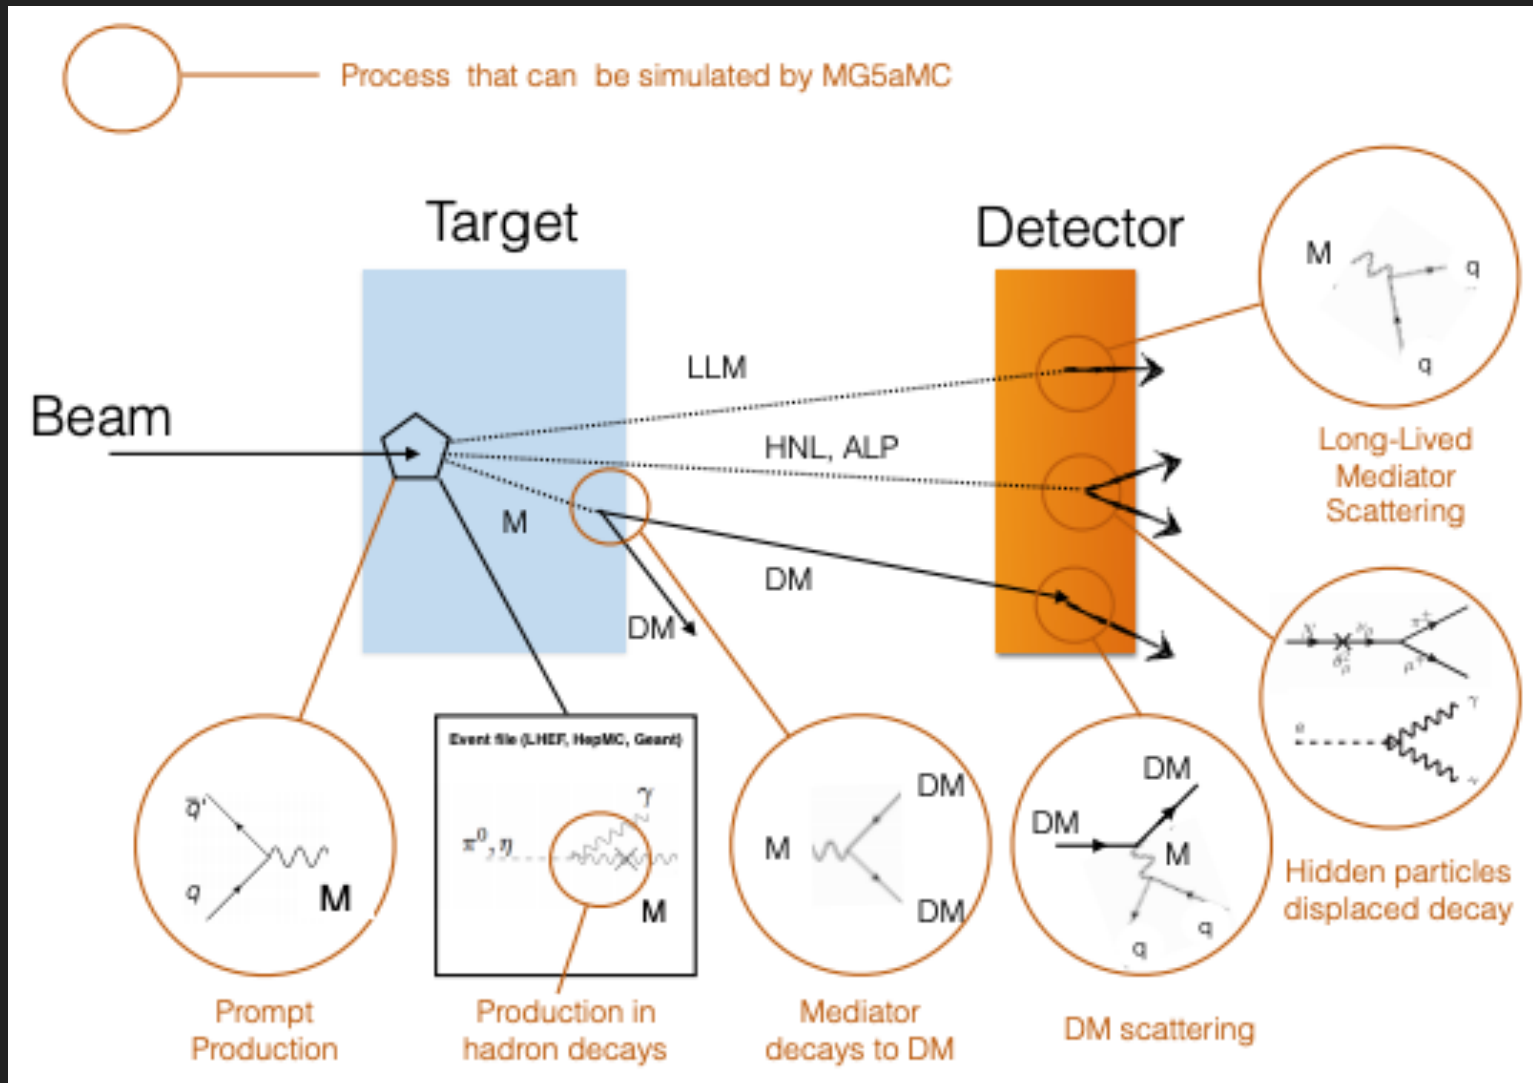 Process that can be simulated by MG5aMC
Target
Detector
Beam
LLM
HNL, ALP
M
DM
DM
M
q
q
Long-Lived
Mediator
Scattering
Hidden particles
displaced decay
q̄'
q
M
Prompt
Production
Event file (LHEF, HepMC, Geant)
π⁰, η
γ
M
Production in
hadron decays
M
DM
DM
Mediator
decays to DM
DM
DM
M
q
q
DM scattering